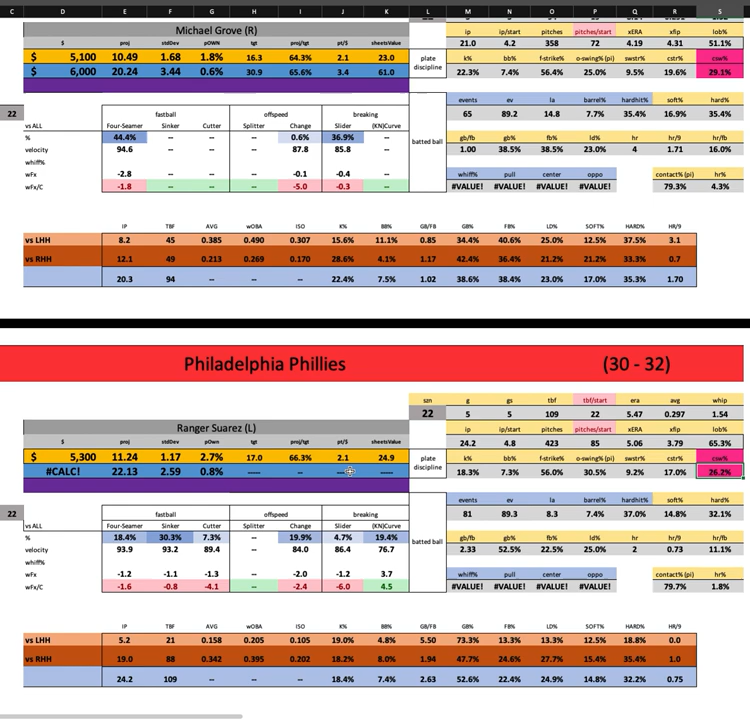 C D E F G H I J K L M N O P Q R S
Michael Grove (R)
$ proj stdDev pOWN tgt proj/tgt pt/$ sheetsValue
$ 5,100 10.49 1.68 1.8% 16.3 64.3% 2.1 23.0
$ 6,000 20.24 3.44 0.6% 30.9 65.6% 3.4 61.0
ip ip/start pitches pitches/start xERA xfip lob%
21.0 4.2 358 72 4.19 4.31 51.1%
plate discipline
k% bb% f-strike% o-swing% (pi) swstr% cstr% csw%
22.3% 7.4% 56.4% 25.0% 9.5% 19.6% 29.1%
22
fastball offspeed breaking
vs ALL Four-Seamer Sinker Cutter Splitter Change Slider (KN)Curve
% 44.4% -- -- -- 0.6% 36.9% --
velocity 94.6 -- -- -- 87.8 85.8 --
whiff%
wFx -2.8 -- -- -- -0.1 -0.4 --
wFx/C -1.8 -- -- -- -5.0 -0.3 --
batted ball
events ev la barrel% hardhit% soft% hard%
65 89.2 14.8 7.7% 35.4% 16.9% 35.4%
gb/fb gb% fb% ld% hr hr/9 hr/fb
1.00 38.5% 38.5% 23.0% 4 1.71 16.0%
whiff% pull center oppo contact% (pi) hr%
#VALUE! #VALUE! #VALUE! #VALUE! 79.3% 4.3%
IP TBF AVG wOBA ISO K% BB% GB/FB GB% FB% LD% SOFT% HARD% HR/9
vs LHH 8.2 45 0.385 0.490 0.307 15.6% 11.1% 0.85 34.4% 40.6% 25.0% 12.5% 37.5% 3.1
vs RHH 12.1 49 0.213 0.269 0.170 28.6% 4.1% 1.17 42.4% 36.4% 21.2% 21.2% 33.3% 0.7
20.3 94 -- -- -- 22.4% 7.5% 1.02 38.6% 38.4% 23.0% 17.0% 35.3% 1.70
Philadelphia Phillies (30 - 32)
szn g gs tbf tbf/start era avg whip
22 5 5 109 22 5.47 0.297 1.54
Ranger Suarez (L)
$ proj stdDev pOwn tgt proj/tgt pt/$ sheetsValue
$ 5,300 11.24 1.17 2.7% 17.0 66.3% 2.1 24.9
#CALC! 22.13 2.59 0.8% ----- -- -----
ip ip/start pitches pitches/start xERA xfip lob%
24.2 4.8 423 85 5.06 3.79 65.3%
plate discipline
k% bb% f-strike% o-swing% (pi) swstr% cstr% csw%
18.3% 7.3% 56.0% 30.5% 9.2% 17.0% 26.2%
22
fastball offspeed breaking
vs ALL Four-Seamer Sinker Cutter Splitter Change Slider (KN)Curve
% 18.4% 30.3% 7.3% -- 19.9% 4.7% 19.4%
velocity 93.9 93.2 89.4 -- 84.0 86.4 76.7
whiff%
wFx -1.2 -1.1 -1.3 -- -2.0 -1.2 3.7
wFx/C -1.6 -0.8 -4.1 -- -2.4 -6.0 4.5
batted ball
events ev la barrel% hardhit% soft% hard%
81 89.3 8.3 7.4% 37.0% 14.8% 32.1%
gb/fb gb% fb% ld% hr hr/9 hr/fb
2.33 52.5% 22.5% 25.0% 2 0.73 11.1%
whiff% pull center oppo contact% (pi) hr%
#VALUE! #VALUE! #VALUE! #VALUE! 79.7% 1.8%
IP TBF AVG wOBA ISO K% BB% GB/FB GB% FB% LD% SOFT% HARD% HR/9
vs LHH 5.2 21 0.158 0.205 0.105 19.0% 4.8% 5.50 73.3% 13.3% 13.3% 12.5% 18.8% 0.0
vs RHH 19.0 88 0.342 0.395 0.202 18.2% 8.0% 1.94 47.7% 24.6% 27.7% 15.4% 35.4% 1.0
24.2 109 -- -- -- 18.4% 7.4% 2.63 52.6% 22.4% 24.9% 14.8% 32.2% 0.75